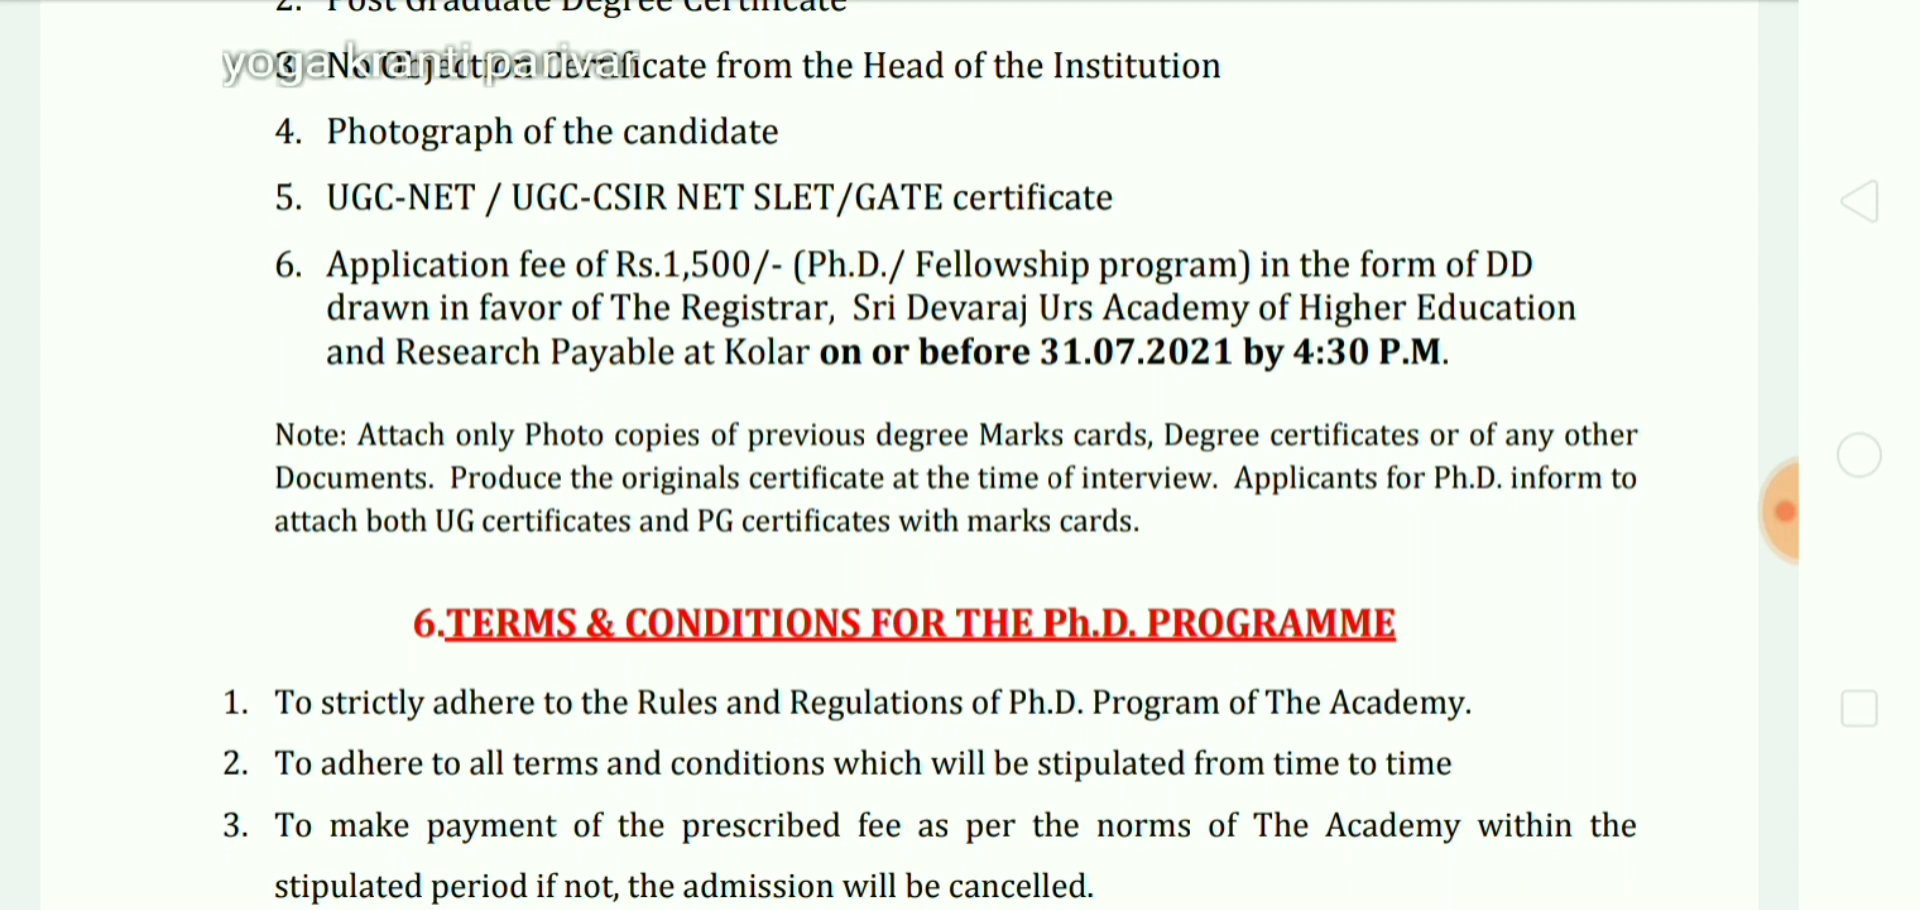 2. Post Graduate Degree Certificate
yoga kranti parivar
3. No Objection Certificate from the Head of the Institution
4. Photograph of the candidate
5. UGC-NET / UGC-CSIR NET SLET/GATE certificate
6. Application fee of Rs.1,500/- (Ph.D./ Fellowship program) in the form of DD
drawn in favor of The Registrar, Sri Devaraj Urs Academy of Higher Education
and Research Payable at Kolar on or before 31.07.2021 by 4:30 P.M.
Note: Attach only Photo copies of previous degree Marks cards, Degree certificates or of any other
Documents. Produce the originals certificate at the time of interview. Applicants for Ph.D. inform to
attach both UG certificates and PG certificates with marks cards.
6.TERMS & CONDITIONS FOR THE Ph.D. PROGRAMME
1. To strictly adhere to the Rules and Regulations of Ph.D. Program of The Academy.
2. To adhere to all terms and conditions which will be stipulated from time to time
3. To make payment of the prescribed fee as per the norms of The Academy within the
stipulated period if not, the admission will be cancelled.